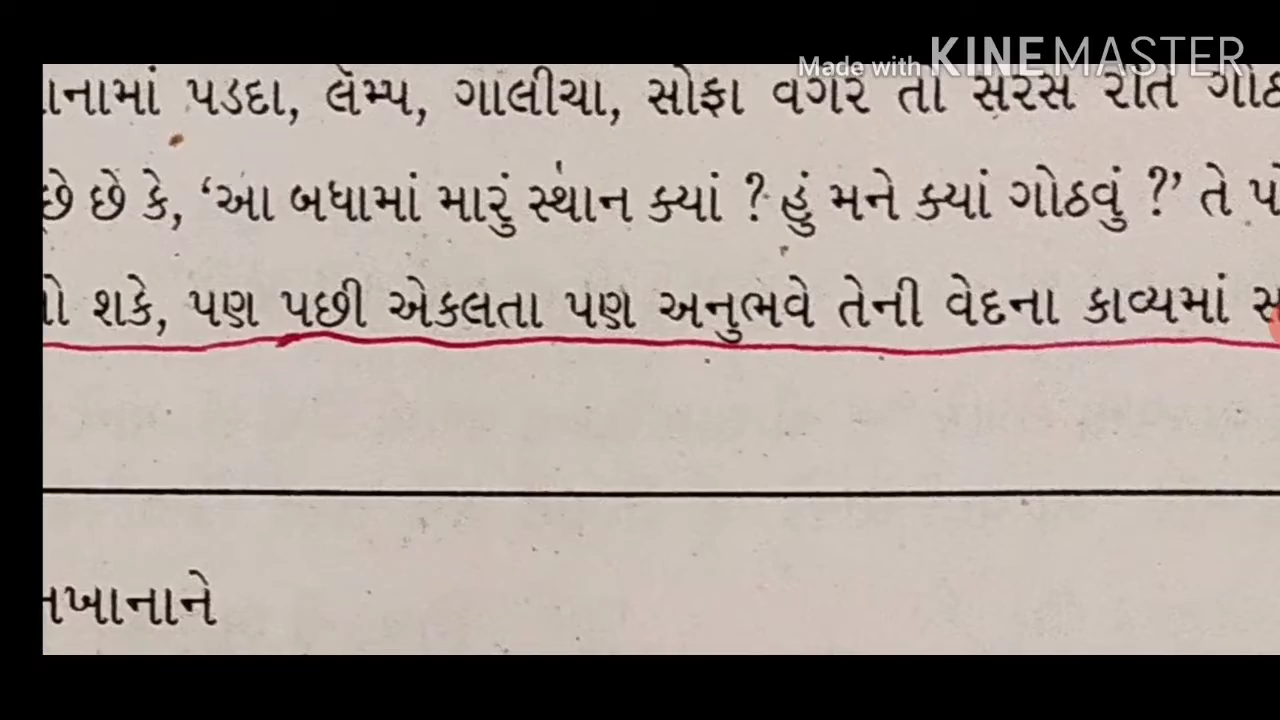 Made with KINEMASTER
પડદા, લૅમ્પ, ગાલીચા, સોફા વગેરે તો સરસ રીતે
છે કે, ‘આ બધામાં મારું સ્થાન ક્યાં ? હું મને ક્યાં ગોઠવું ?’ તે
શકે, પણ પછી એકલતા પણ અનુભવે તેની વેદના કાવ્યમાં